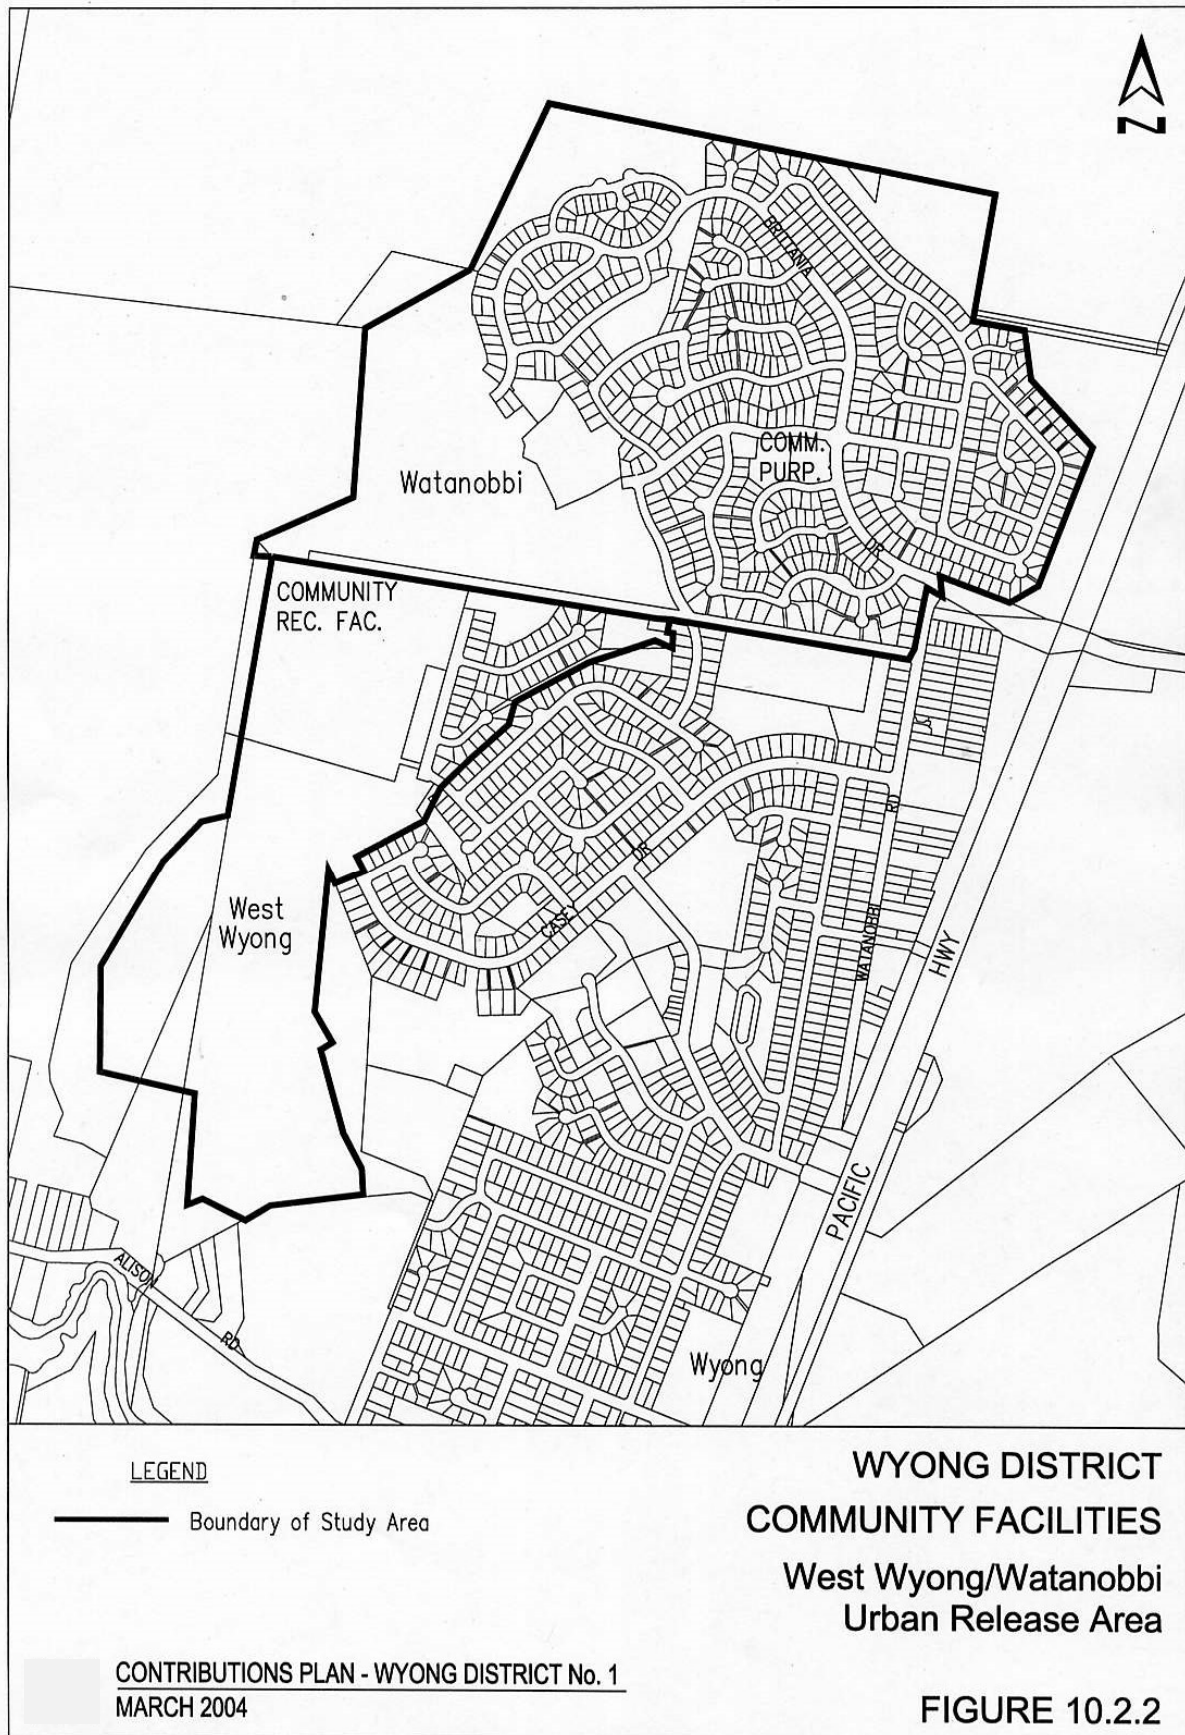 N
BRITTANIA
COMM.
PURP.
Watanobbi
DR
COMMUNITY
REC. FAC.
ST
RD
DR
West
Wyong
CASEY
WATANOBBI
HWY
PACIFIC
ALISON
RD
Wyong
LEGEND
Boundary of Study Area
WYONG DISTRICT
COMMUNITY FACILITIES
West Wyong/Watanobbi
Urban Release Area
CONTRIBUTIONS PLAN - WYONG DISTRICT No. 1
MARCH 2004
FIGURE 10.2.2